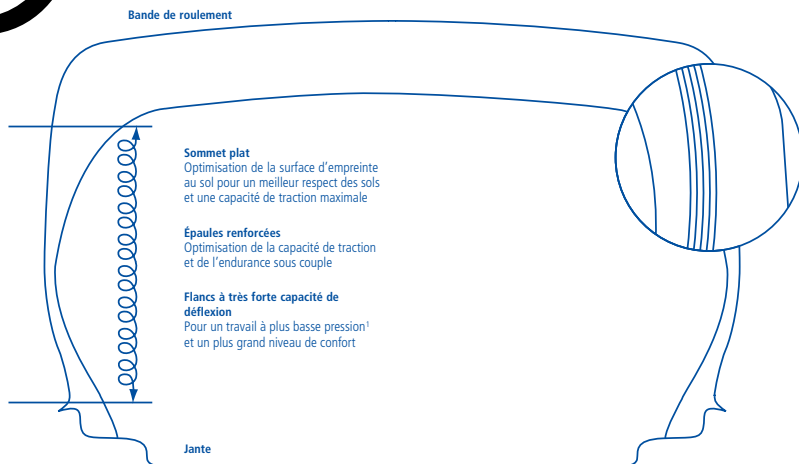 Bande de roulement
Sommet plat
Optimisation de la surface d’empreinte
au sol pour un meilleur respect des sols
et une capacité de traction maximale
Épaules renforcées
Optimisation de la capacité de traction
et de l’endurance sous couple
Flancs à très forte capacité de
déflexion
Pour un travail à plus basse pression¹
et un plus grand niveau de confort
Jante